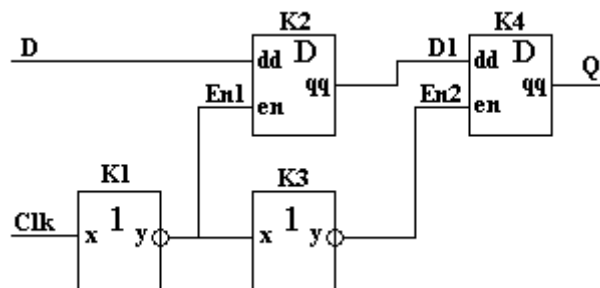 K2
K4
D
dd D
qq
D1
dd D
qq
Q
En1
en
En2
en
K1
K3
Clk
x 1 y
x 1 y